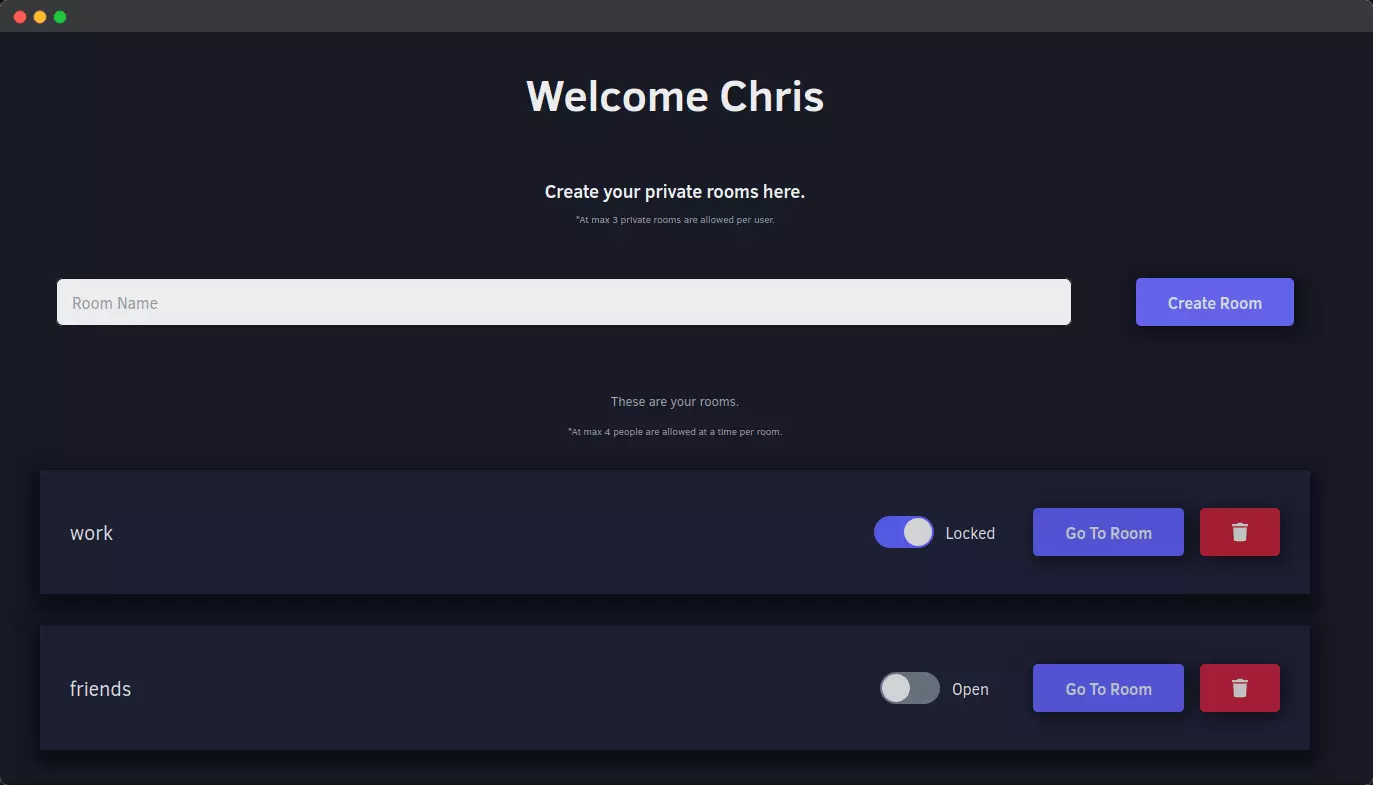 Welcome Chris
Create your private rooms here.
*At max 3 private rooms are allowed per user.
Room Name
Create Room
These are your rooms.
*At max 4 people are allowed at a time per room.
work
Locked
Go To Room
friends
Open
Go To Room